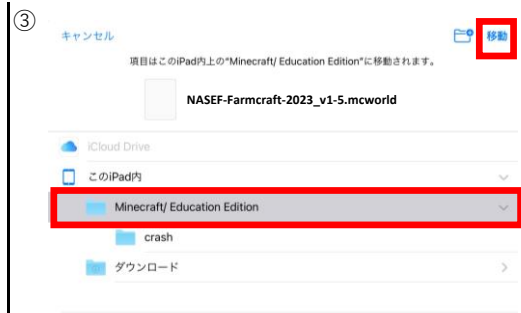 ③
キャンセル
移動
項目はこのiPad内上の"Minecraft/ Education Edition"に移動されます。
NASEF-Farmcraft-2023_v1-5.mcworld
iCloud Drive
このiPad内
Minecraft/ Education Edition
crash
ダウンロード